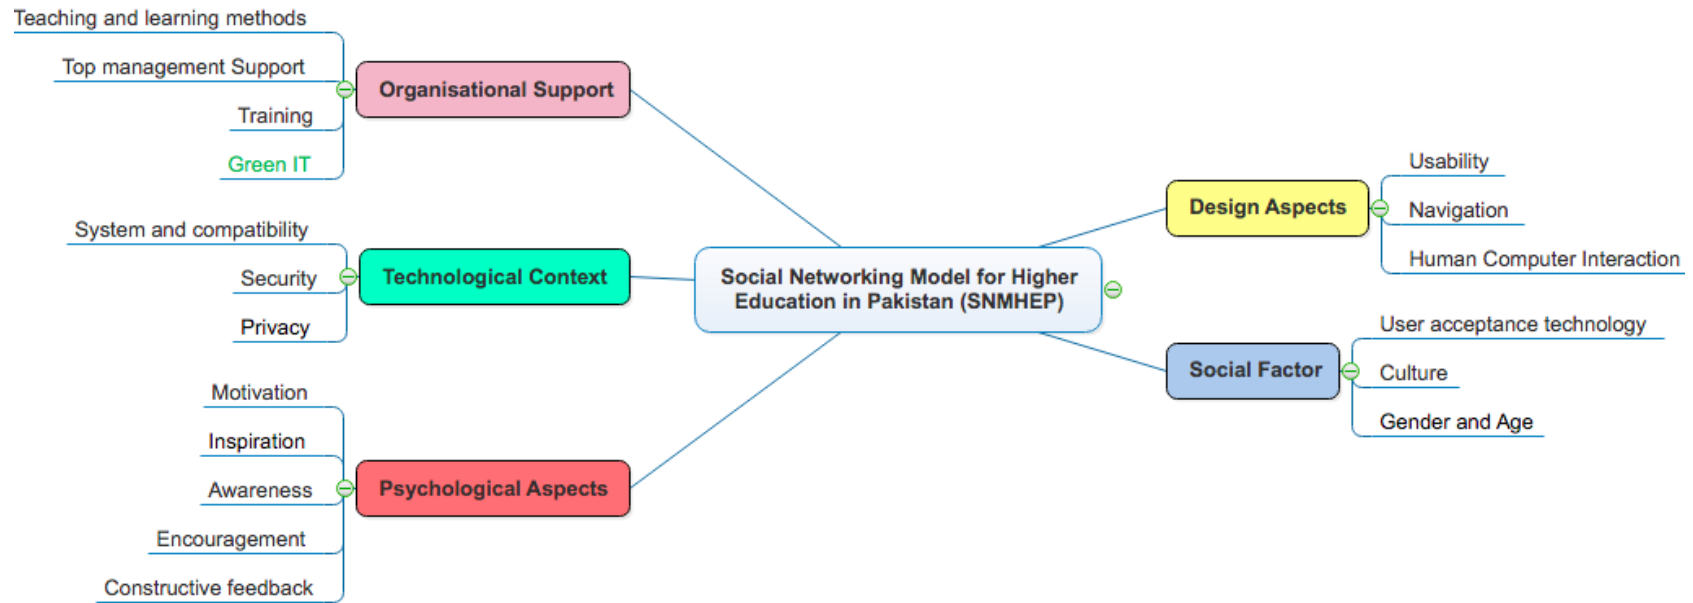 Teaching and learning methods
Top management Support
Training
Green IT
Organisational Support
System and compatibility
Security
Privacy
Technological Context
Motivation
Inspiration
Awareness
Encouragement
Constructive feedback
Psychological Aspects
Social Networking Model for Higher
Education in Pakistan (SNMHEP)
Design Aspects
Usability
Navigation
Human Computer Interaction
Social Factor
User acceptance technology
Culture
Gender and Age